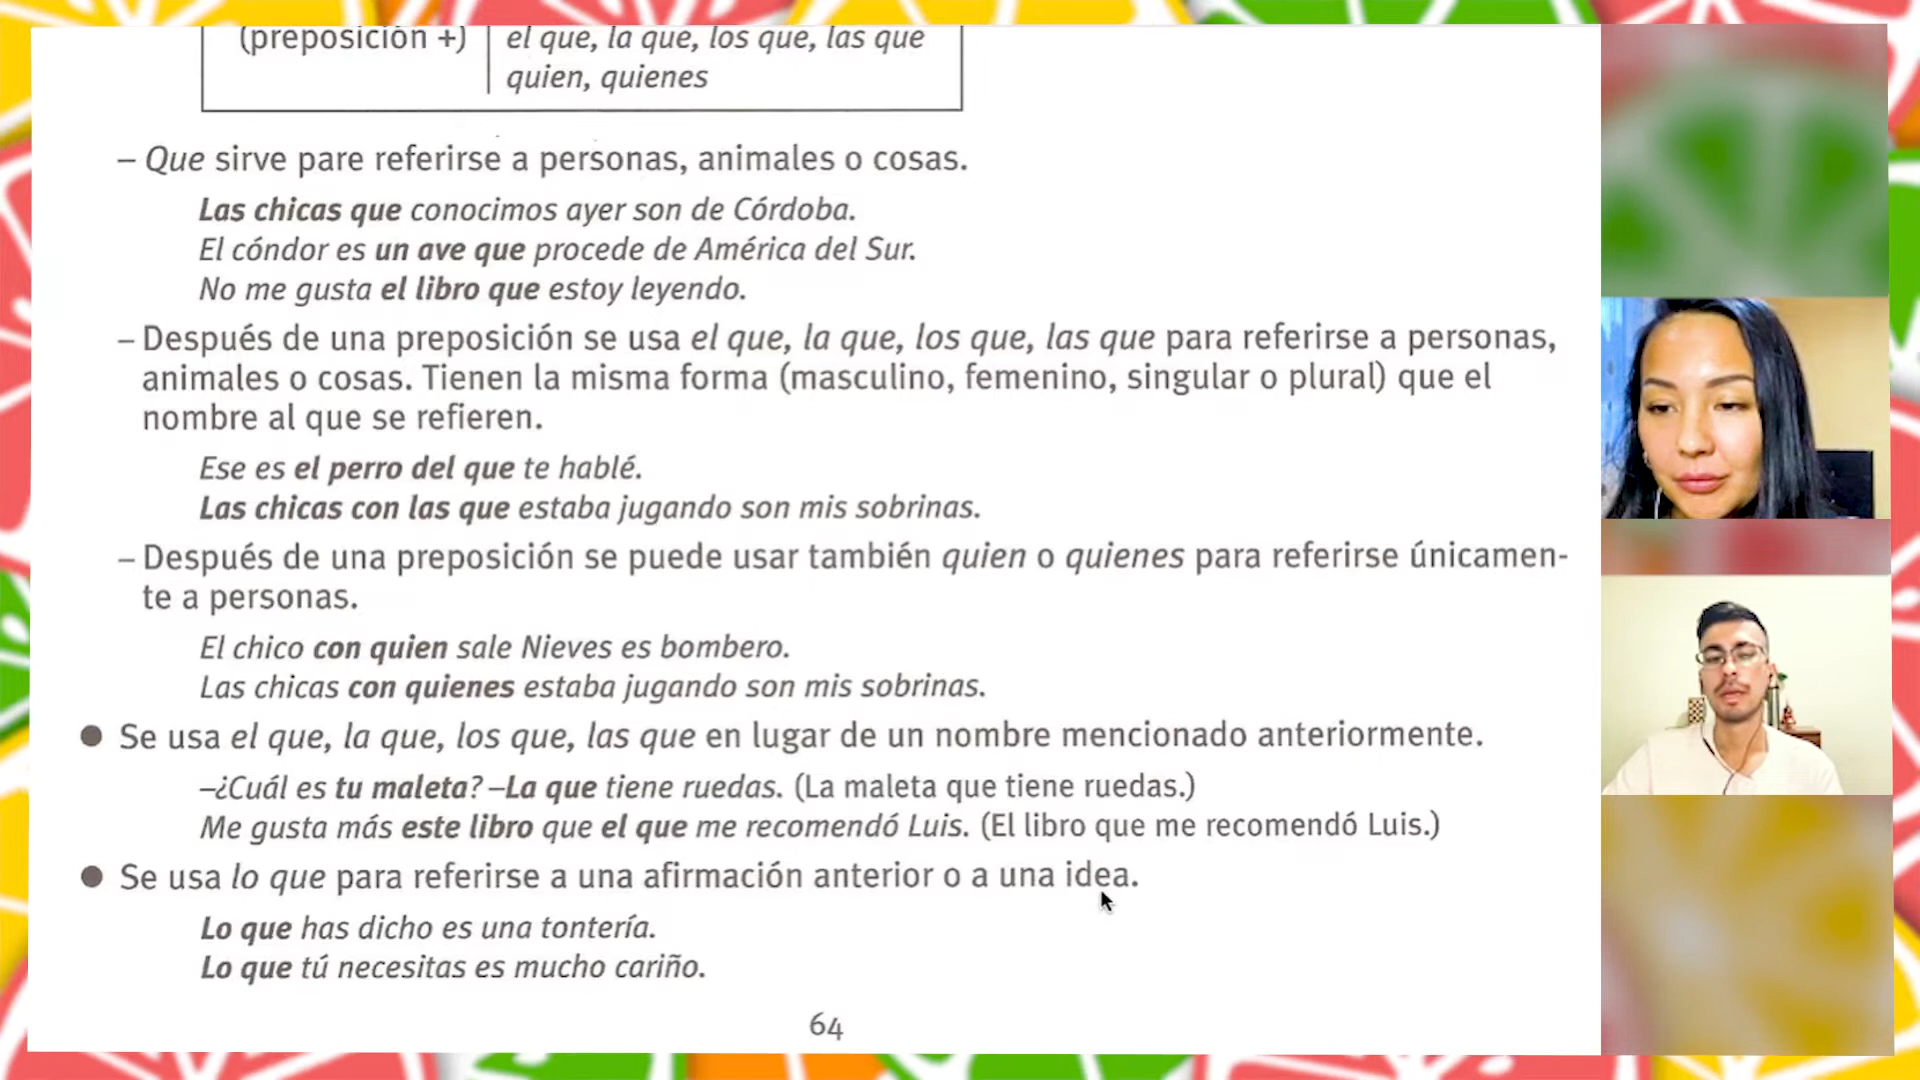 (preposición +) el que, la que, los que, las que
quien, quienes
– Que sirve pare referirse a personas, animales o cosas.
Las chicas que conocimos ayer son de Córdoba.
El cóndor es un ave que procede de América del Sur.
No me gusta el libro que estoy leyendo.
– Después de una preposición se usa el que, la que, los que, las que para referirse a personas,
animales o cosas. Tienen la misma forma (masculino, femenino, singular o plural) que el
nombre al que se refieren.
Ese es el perro del que te hablé.
Las chicas con las que estaba jugando son mis sobrinas.
– Después de una preposición se puede usar también quien o quienes para referirse únicamen-
te a personas.
El chico con quien sale Nieves es bombero.
Las chicas con quienes estaba jugando son mis sobrinas.
● Se usa el que, la que, los que, las que en lugar de un nombre mencionado anteriormente.
–¿Cuál es tu maleta? –La que tiene ruedas. (La maleta que tiene ruedas.)
Me gusta más este libro que el que me recomendó Luis. (El libro que me recomendó Luis.)
● Se usa lo que para referirse a una afirmación anterior o a una idea.
Lo que has dicho es una tontería.
Lo que tú necesitas es mucho cariño.
64